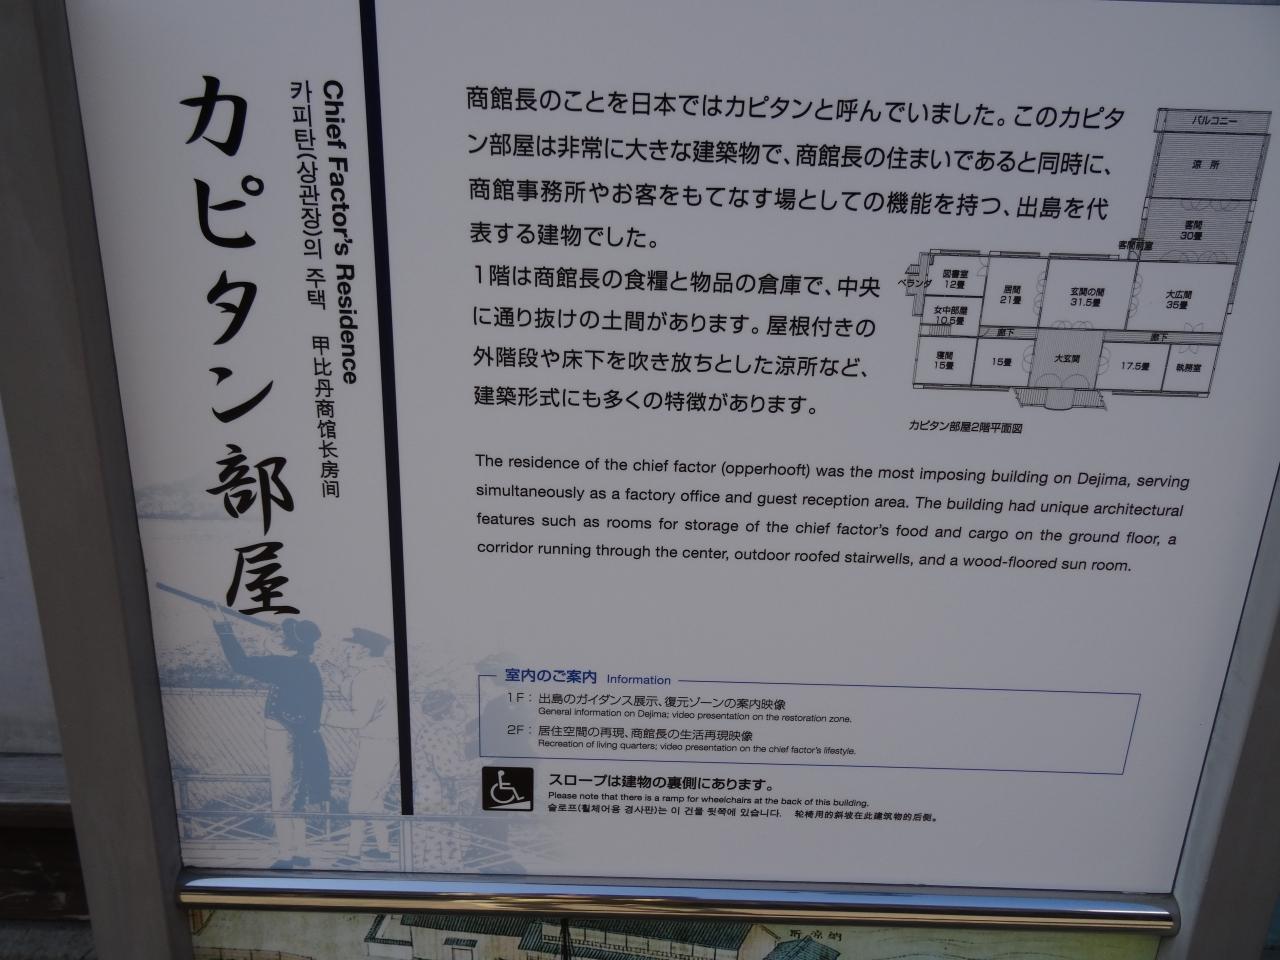 カピタン部屋
Chief Factor's Residence
카피탄(상관장)의 주택 甲比丹商馆长房间
商館長のことを日本ではカピタンと呼んでいました。このカピタ
ン部屋は非常に大きな建築物で、商館長の住まいであると同時に、
商館事務所やお客をもてなす場としての機能を持つ、出島を代
表する建物でした。
1階は商館長の食糧と物品の倉庫で、中央
に通り抜けの土間があります。屋根付きの
外階段や床下を吹き放ちとした涼所など、
建築形式にも多くの特徴があります。
バルコニー
涼所
客間
30畳
客間前室
ベランダ
図書室
12畳
居間
21畳
玄関の間
31.5畳
大広間
35畳
女中部屋
10.5畳
廊下
廊下
寝間
15畳
15畳
大玄関
17.5畳
執務室
カピタン部屋2階平面図
The residence of the chief factor (opperhooft) was the most imposing building on Dejima, serving
simultaneously as a factory office and guest reception area. The building had unique architectural
features such as rooms for storage of the chief factor's food and cargo on the ground floor, a
corridor running through the center, outdoor roofed stairwells, and a wood-floored sun room.
室内のご案内 Information
1F： 出島のガイダンス展示、復元ゾーンの案内映像
General information on Dejima; video presentation on the restoration zone.
2F： 居住空間の再現、商館長の生活再現映像
Recreation of living quarters; video presentation on the chief factor's lifestyle.
スロープは建物の裏側にあります。
Please note that there is a ramp for wheelchairs at the back of this building.
슬로프(휠체어용 경사판)는 이 건물 뒷쪽에 있습니다. 轮椅用的斜坡在此建筑物的后侧。